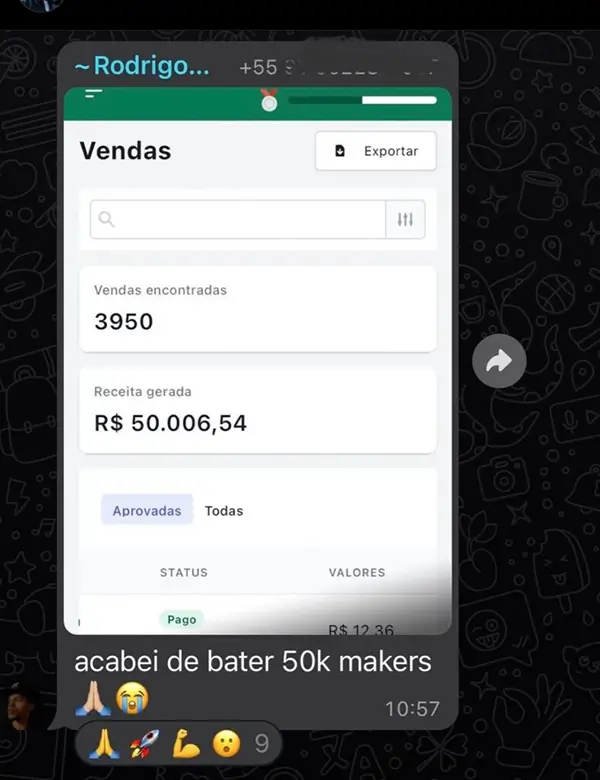 ~Rodrigo... +55
Vendas
Exportar
Vendas encontradas
3950
Receita gerada
R$ 50.006,54
Aprovadas Todas
STATUS VALORES
Pago
R$ 12,36
acabei de bater 50k makers
🙏🏼😭
10:57
🙏🚀💪😮 9